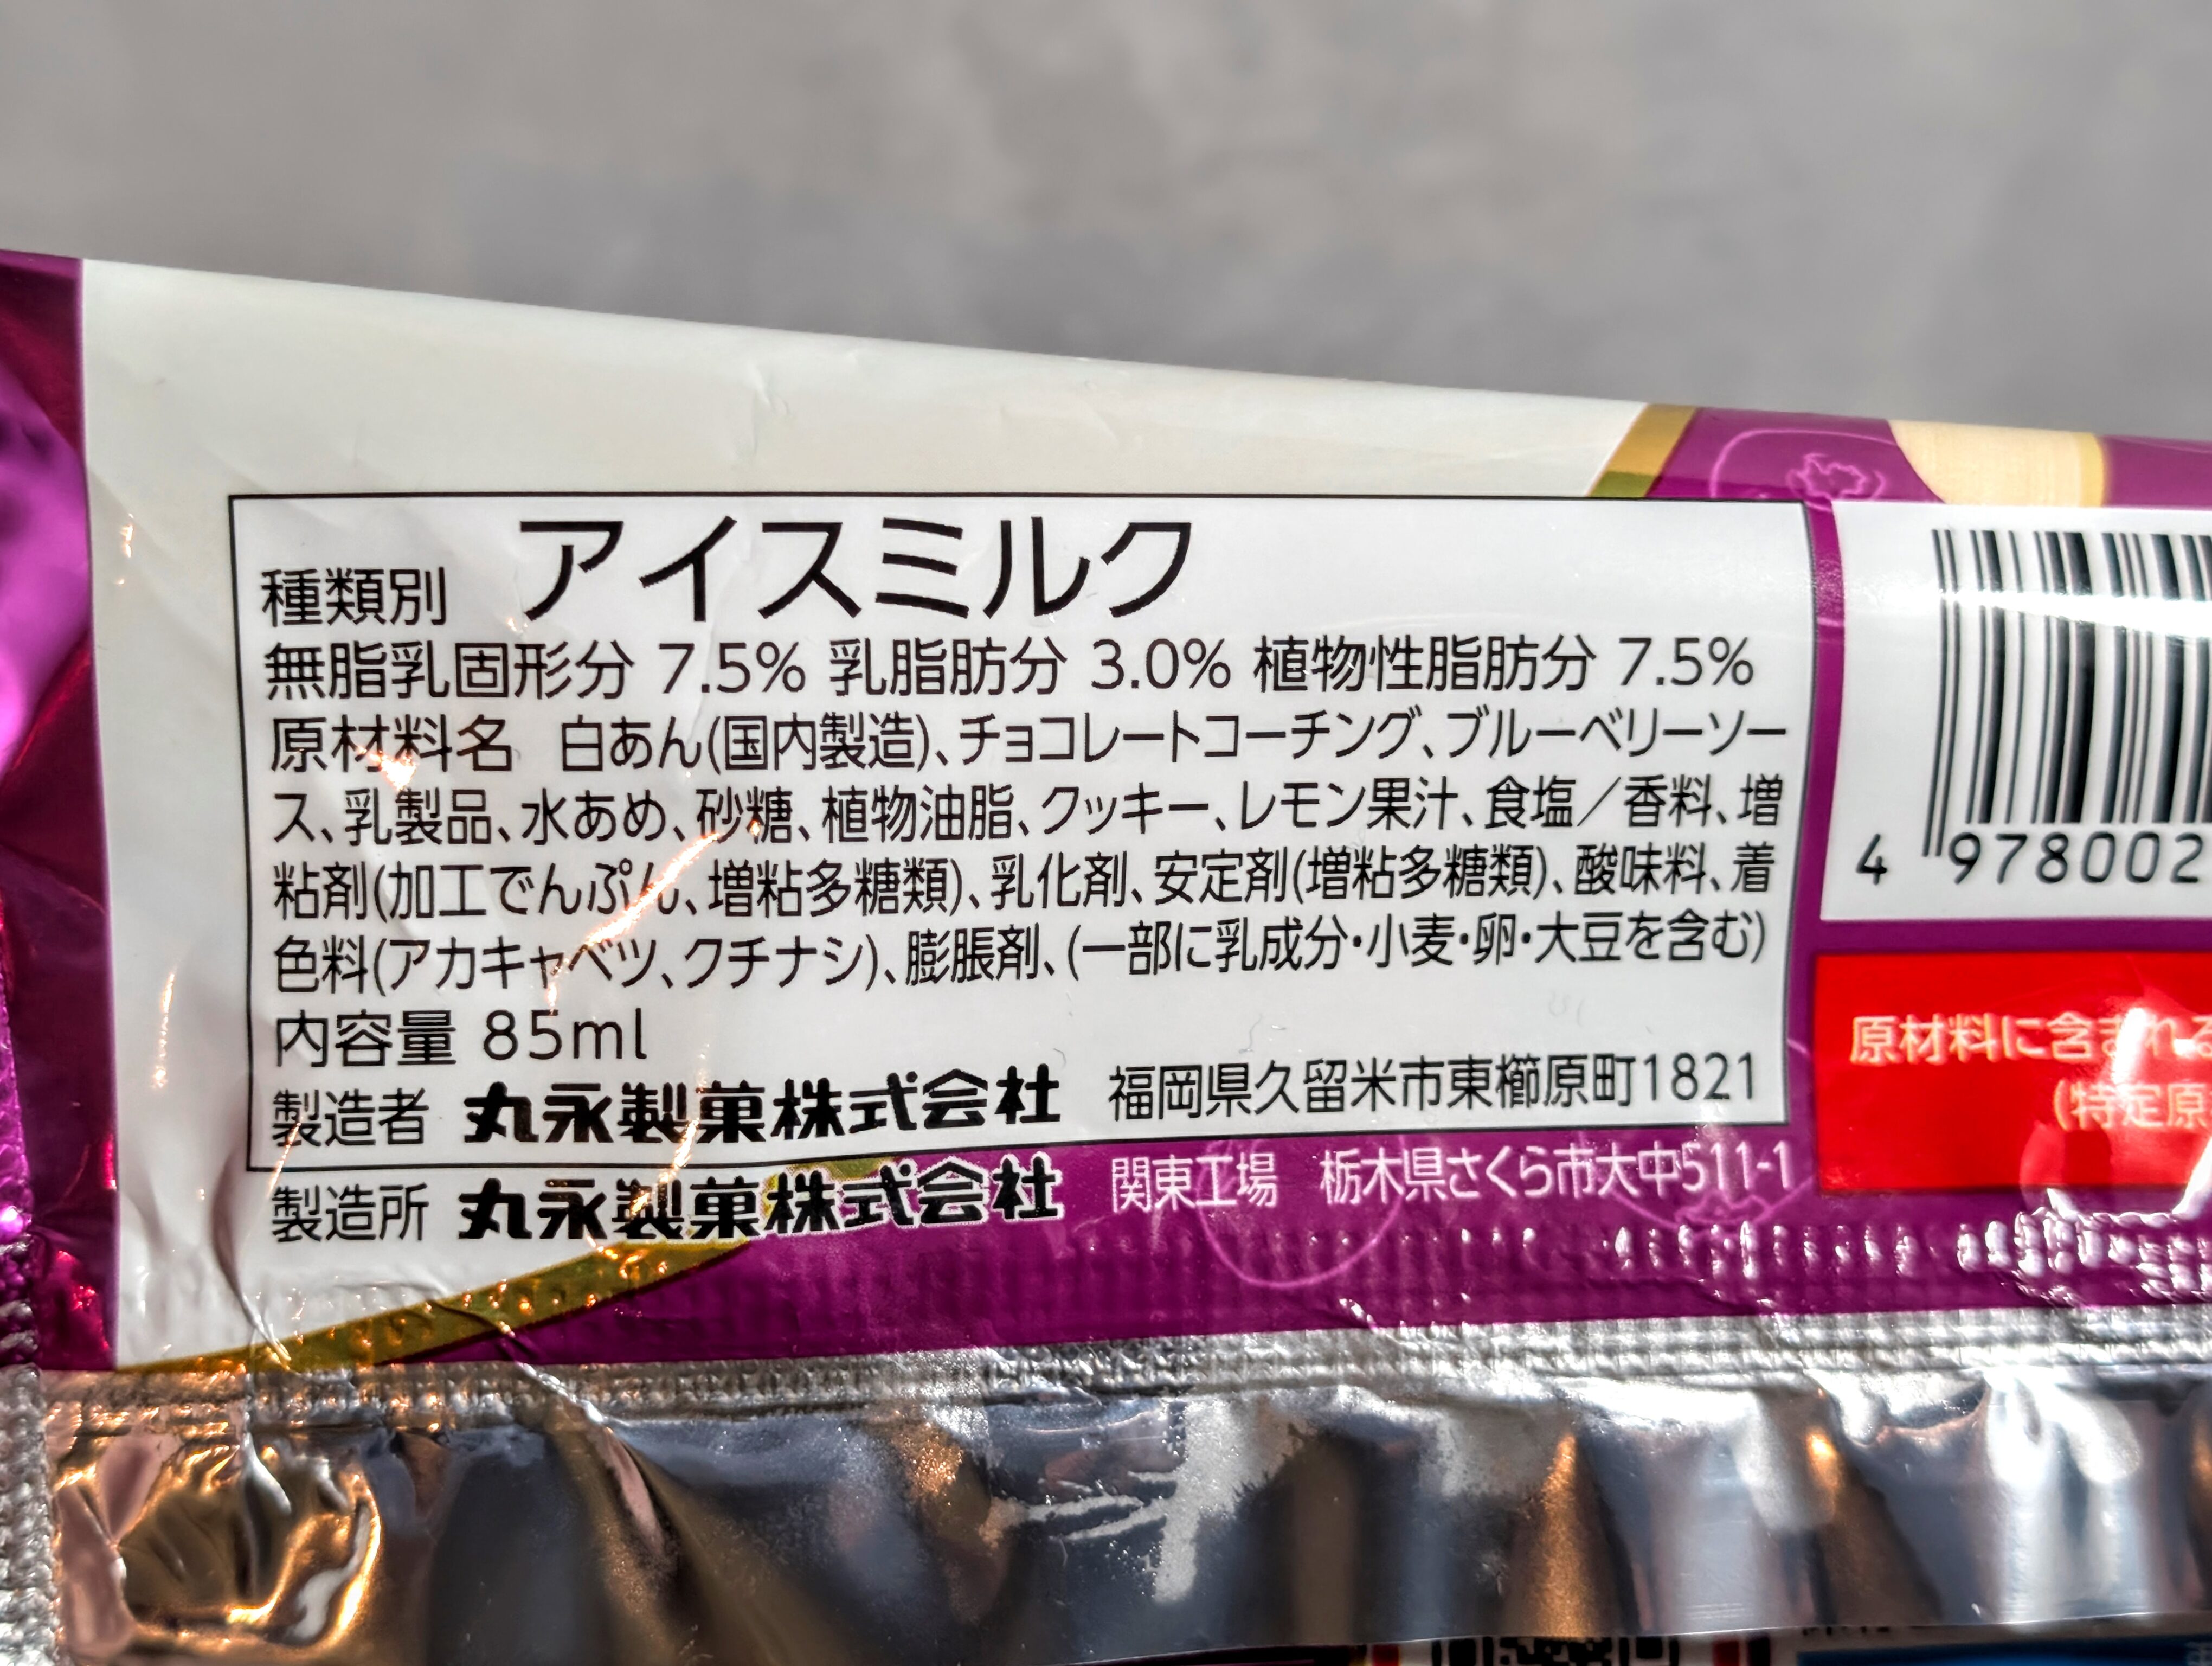 種類別 アイスミルク
無脂乳固形分 7.5% 乳脂肪分 3.0% 植物性脂肪分 7.5%
原材料名 白あん(国内製造)、チョコレートコーチング、ブルーベリーソー
ス、乳製品、水あめ、砂糖、植物油脂、クッキー、レモン果汁、食塩／香料、増
粘剤(加工でんぷん、増粘多糖類)、乳化剤、安定剤(増粘多糖類)、酸味料、着
色料(アカキャベツ、クチナシ)、膨脹剤、(一部に乳成分・小麦・卵・大豆を含む)
内容量 85ml
製造者 丸永製菓株式会社 福岡県久留米市東櫛原町1821
製造所 丸永製菓株式会社 関東工場 栃木県さくら市大中511-1
4 978002
原材料に含まれる
(特定原